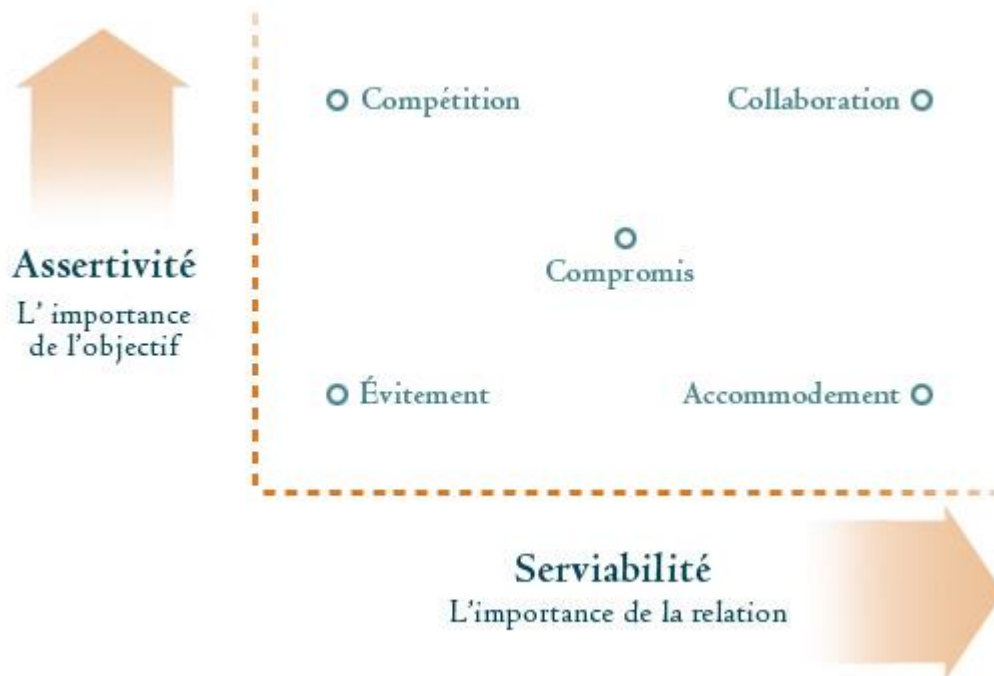 Compétition
Collaboration
Compromis
Assertivité
L' importance
de l'objectif
Évitement
Accommodement
Serviabilité
L'importance de la relation